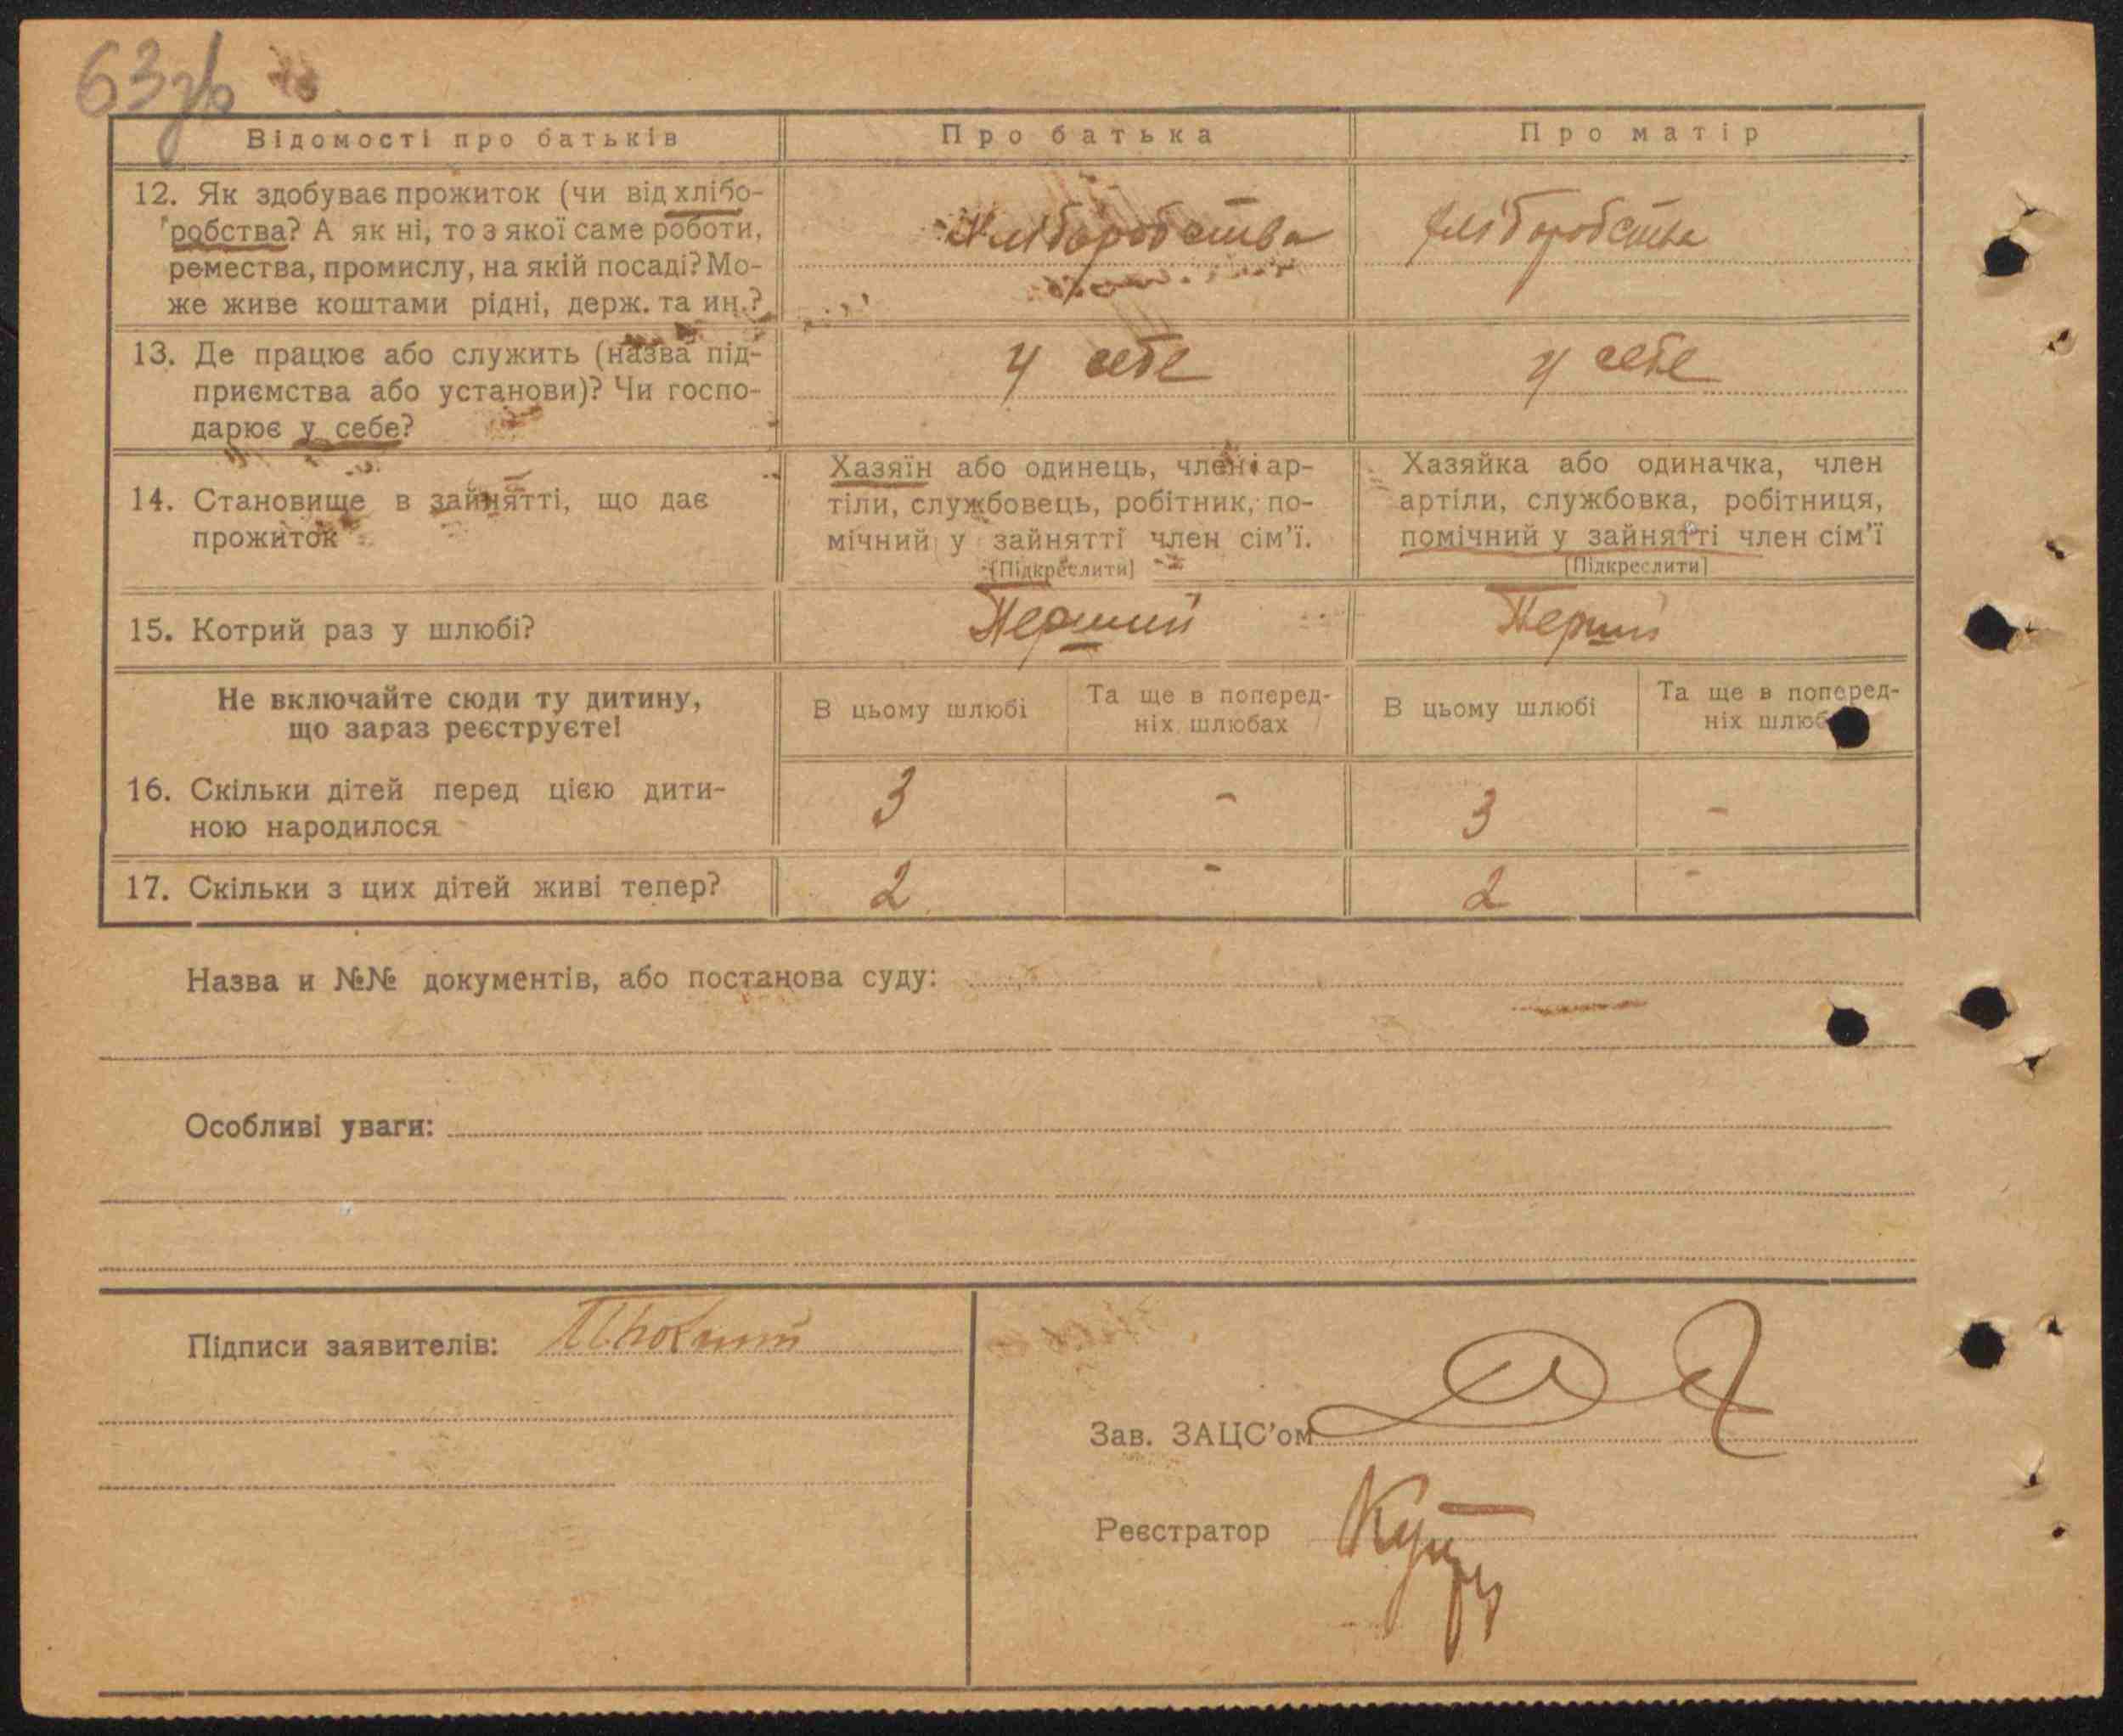 63зв
Відомості про батьків
Про батька
Про матір
12. Як здобуває прожиток (чи від хлібо-
робства? А як ні, то з якої саме роботи,
ремества, промислу, на якій посаді? Мо-
же живе коштами рідні, держ. та ин.?
Хліборобства
хліборобства
13. Де працює або служить (назва під-
приємства або установи)? Чи госпо-
дарює у себе?
у себе
у себе
14. Становище в зайнятті, що дає
прожиток
Хазяїн або одинець, член ар-
тіли, службовець, робітник, по-
мічний у зайнятті член сім'ї.
[Підкреслити]
Хазяйка або одиначка, член
артіли, службовка, робітниця,
помічний у зайнятті член сім'ї
[Підкреслити]
15. Котрий раз у шлюбі?
Перший
Перший
Не включайте сюди ту дитину,
що зараз реєструєте!
В цьому шлюбі
Та ще в поперед-
ніх шлюбах
В цьому шлюбі
Та ще в поперед-
ніх шлюб
16. Скільки дітей перед цією дити-
ною народилося
3
-
3
-
17. Скільки з цих дітей живі тепер?
2
-
2
-
Назва и №№ документів, або постанова суду:
Особливі уваги:
Підписи заявителів:
Зав. ЗАЦС'ом
Реєстратор